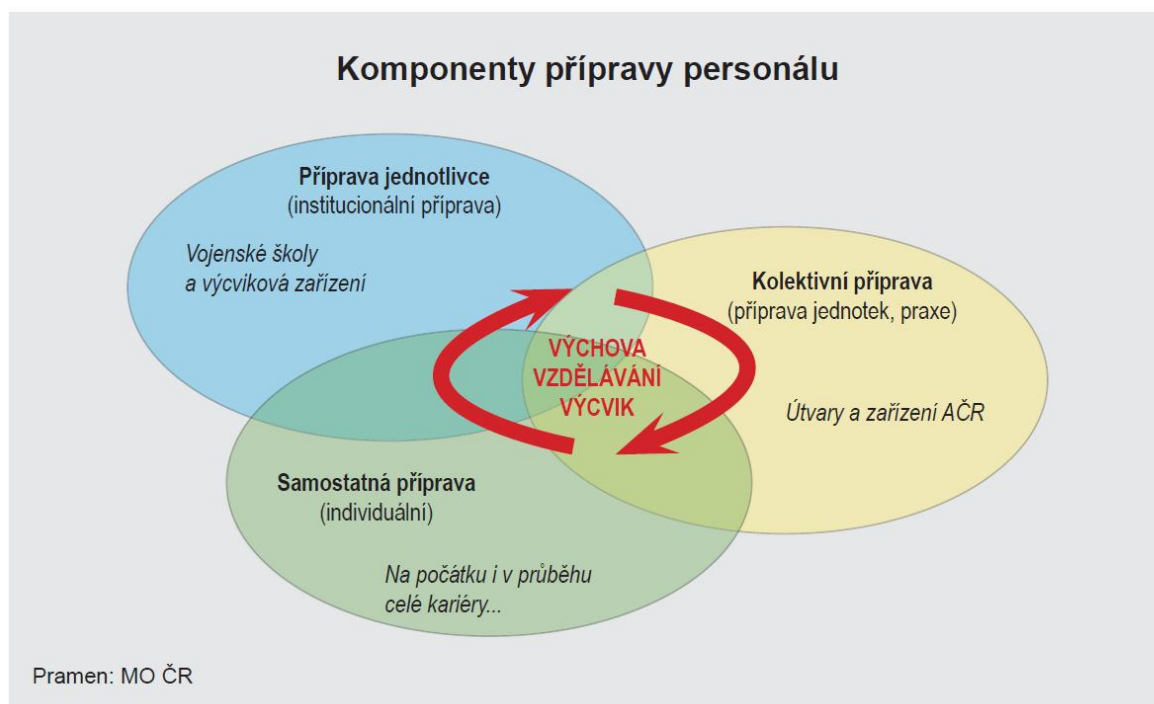 Komponenty přípravy personálu
Příprava jednotlivce
(institucionální příprava)
Vojenské školy
a výcviková zařízení
Kolektivní příprava
(příprava jednotek, praxe)
VÝCHOVA
VZDĚLÁVÁNÍ
VÝCVIK
Útvary a zařízení AČR
Samostatná příprava
(individuální)
Na počátku i v průběhu
celé kariéry...
Pramen: MO ČR